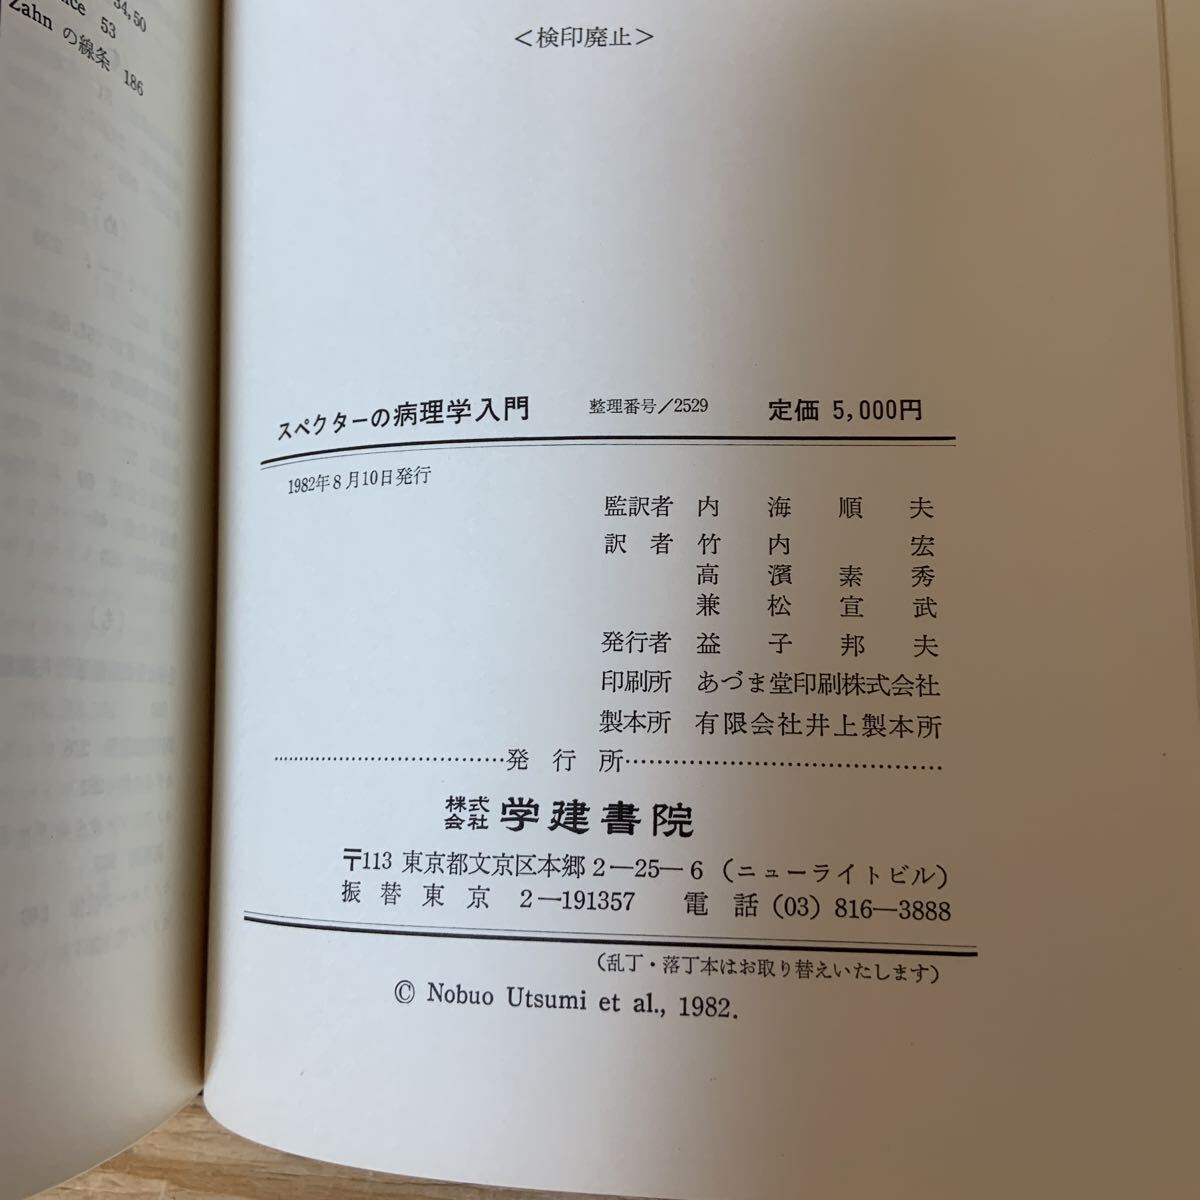 34,50
53
Zahn の線条 186
<検印廃止>
スペクターの病理学入門 整理番号/2529 定価 5,000円
1982年8月10日発行
監訳者 内海順夫
訳者 竹内宏
高濱素秀
兼松宣武
発行者 益子邦夫
印刷所 あづま堂印刷株式会社
製本所 有限会社井上製本所
発行所
株式会社 学建書院
〒113 東京都文京区本郷2―25―6 (ニューライトビル)
振替東京 2―191357 電話 (03) 816―3888
(乱丁・落丁本はお取り替えいたします)
© Nobuo Utsumi et al., 1982.